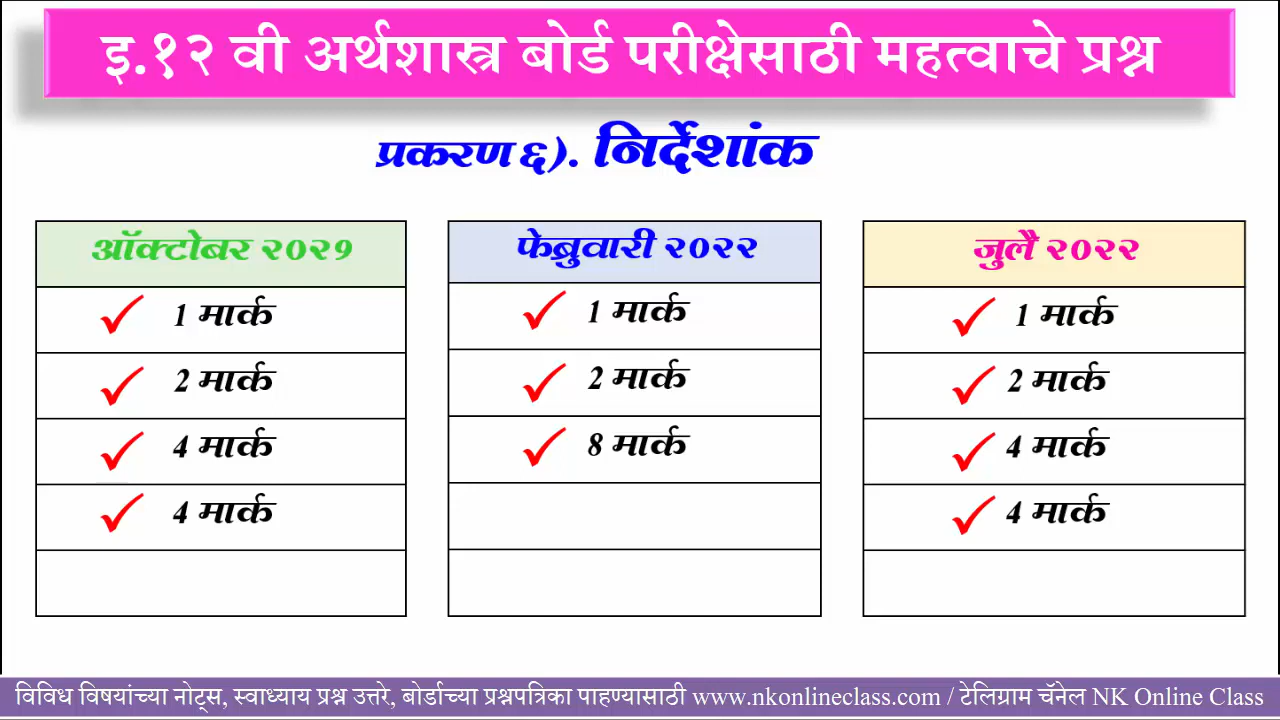 इ.१२ वी अर्थशास्त्र बोर्ड परीक्षेसाठी महत्वाचे प्रश्न
प्रकरण ६). निर्देशांक
ऑक्टोबर २०२१
1 मार्क
2 मार्क
4 मार्क
4 मार्क
फेब्रुवारी २०२२
1 मार्क
2 मार्क
8 मार्क
जुलै २०२२
1 मार्क
2 मार्क
4 मार्क
4 मार्क
विविध विषयांच्या नोट्स, स्वाध्याय प्रश्न उत्तरे, बोर्डाच्या प्रश्नपत्रिका पाहण्यासाठी www.nkonlineclass.com / टेलिग्राम चॅनेल NK Online Class